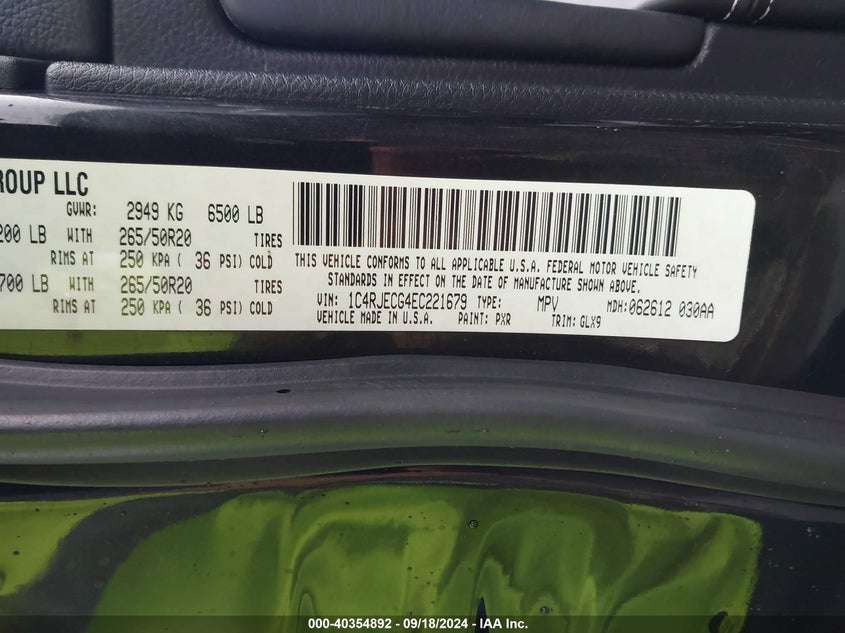 ROUP LLC
GVWR: 2949 KG 6500 LB
200 LB WITH 265/50R20 TIRES
RIMS AT 250 KPA ( 36 PSI) COLD
700 LB WITH 265/50R20 TIRES
RIMS AT 250 KPA ( 36 PSI) COLD
THIS VEHICLE CONFORMS TO ALL APPLICABLE U.S.A. FEDERAL MOTOR VEHICLE SAFETY
STANDARDS IN EFFECT ON THE DATE OF MANUFACTURE SHOWN ABOVE.
VIN: 1C4RJECG4EC221679 TYPE: MPV MDH:062612 030AA
VEHICLE MADE IN U.S.A. PAINT: PXR TRIM: GLX9
000-40354892 - 09/18/2024 - IAA Inc.